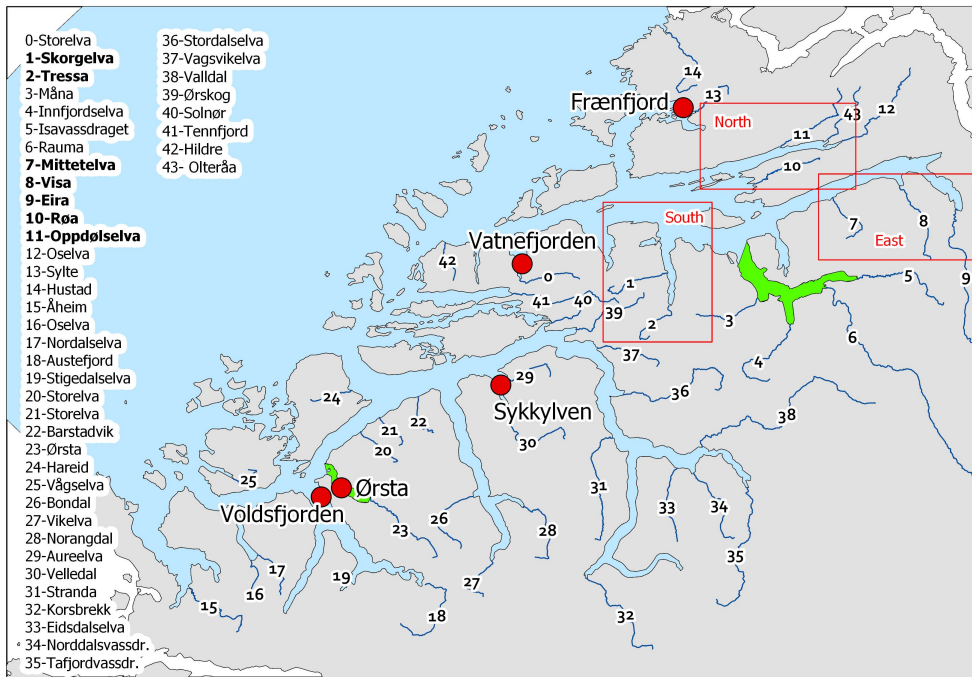 0-Storelva
1-Skorgelva
2-Tressa
3-Måna
4-Innfjordselva
5-Isavassdraget
6-Rauma
7-Mittetelva
8-Visa
9-Eira
10-Røa
11-Oppdølselva
12-Oselva
13-Sylte
14-Hustad
15-Åheim
16-Oselva
17-Nordalselva
18-Austefjord
19-Stigedalselva
20-Storelva
21-Storelva
22-Barstadvik
23-Ørsta
24-Hareid
25-Vågselva
26-Bondal
27-Vikelva
28-Norangdal
29-Aureelva
30-Velledal
31-Stranda
32-Korsbrekk
33-Eidsdalselva
34-Norddalsvassdr.
35-Tafjordvassdr.
36-Stordalselva
37-Vagsvikelva
38-Valldal
39-Ørskog
40-Solnør
41-Tennfjord
42-Hildre
43- Olteråa
14
13
Frænfjord
North
43
12
11
10
South
7
8
East
Vatnefjorden
42
0
1
5
9
41
40
39
2
3
6
37
4
29
36
24
Sykkylven
38
22
21
30
20
31
25
Ørsta
Voldsfjorden
26
23
33
34
28
35
17
19
27
16
15
18
32